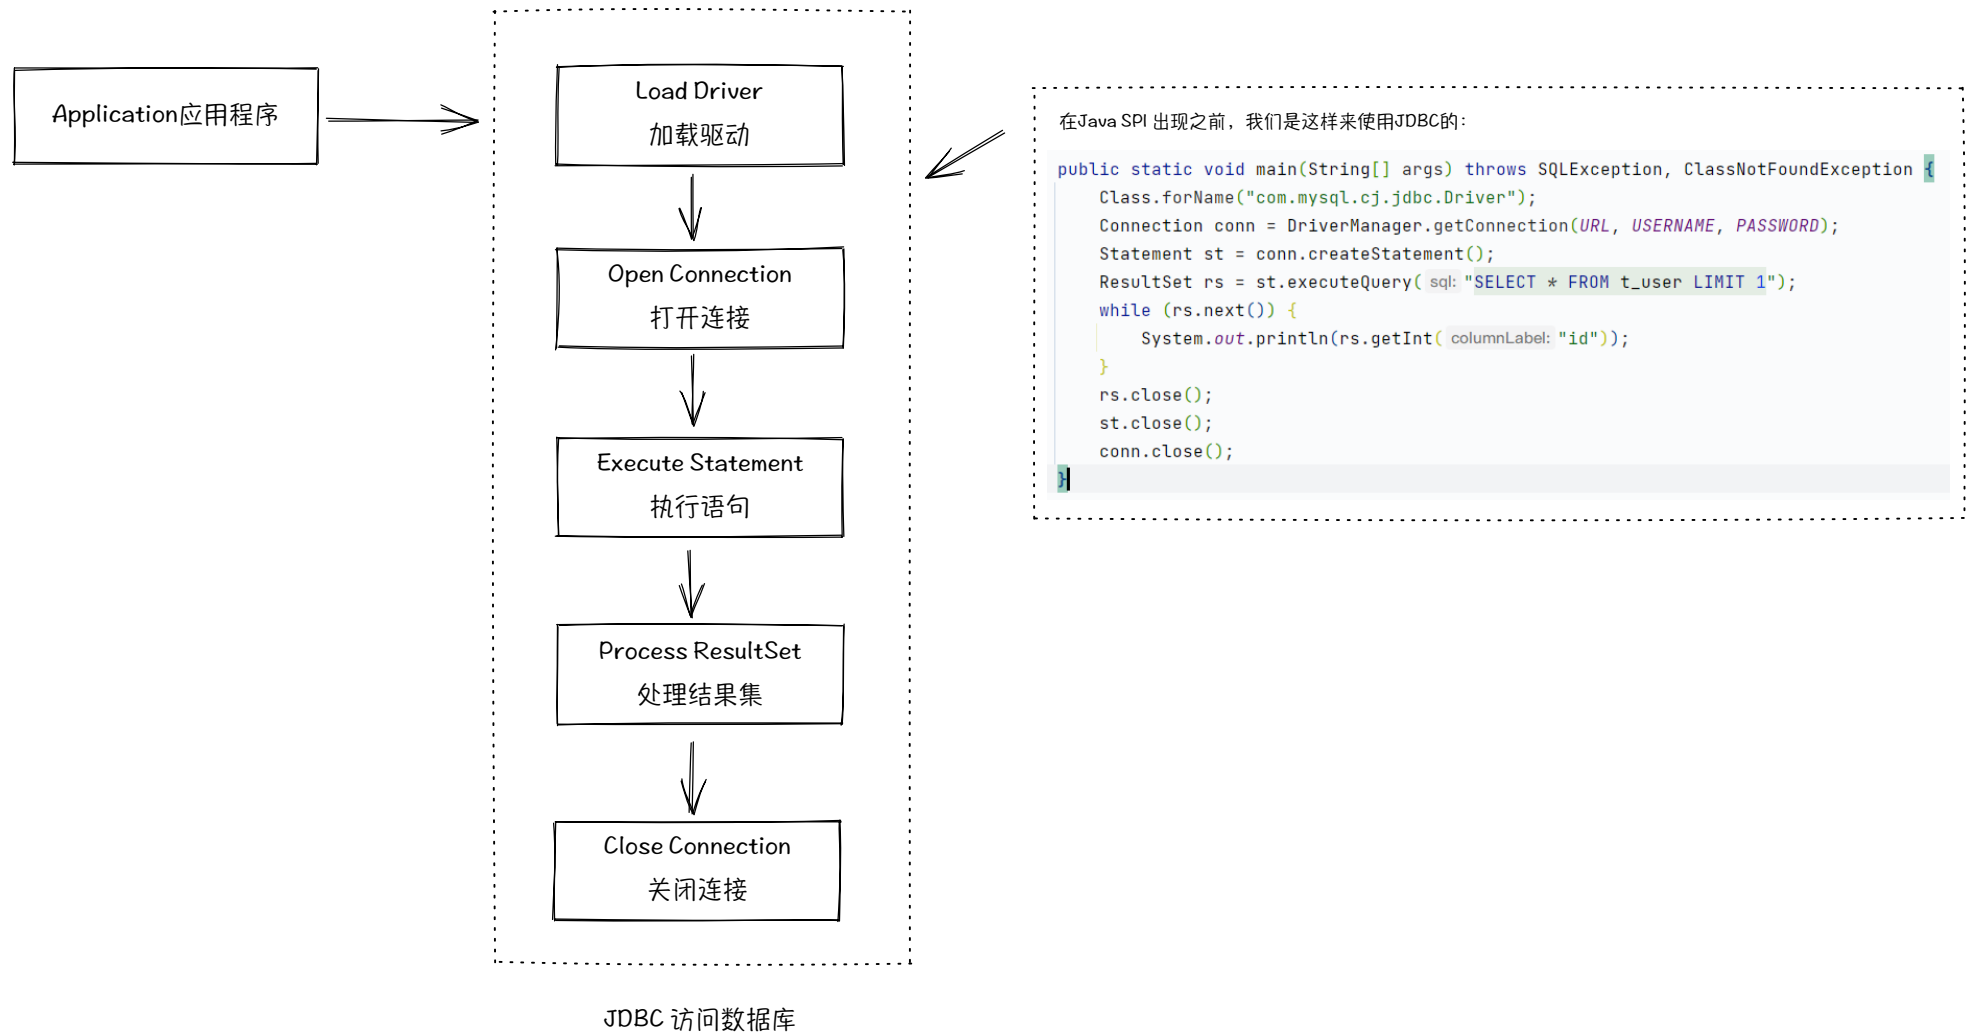 Application应用程序
Load Driver
加载驱动
Open Connection
打开连接
Execute Statement
执行语句
Process ResultSet
处理结果集
Close Connection
关闭连接
JDBC 访问数据库
在Java SPI 出现之前，我们是这样来使用JDBC的：
public static void main(String[] args) throws SQLException, ClassNotFoundException {
    Class.forName("com.mysql.cj.jdbc.Driver");
    Connection conn = DriverManager.getConnection(URL, USERNAME, PASSWORD);
    Statement st = conn.createStatement();
    ResultSet rs = st.executeQuery( sql: "SELECT * FROM t_user LIMIT 1");
    while (rs.next()) {
        System.out.println(rs.getInt( columnLabel: "id"));
    }
    rs.close();
    st.close();
    conn.close();
}